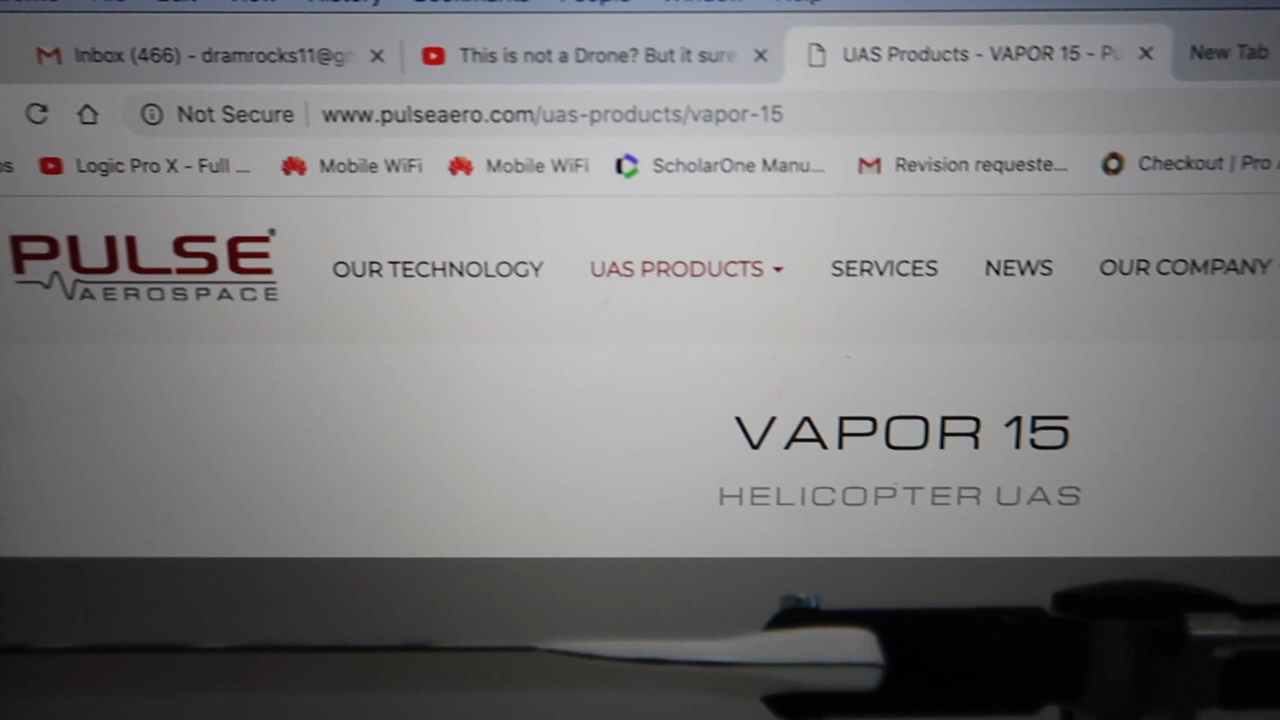 Inbox (466) - dramrocks11@g
This is not a Drone? But it sure
UAS Products - VAPOR 15 - Pu
New Tab
Not Secure
www.pulseaero.com/uas-products/vapor-15
Logic Pro X - Full ...
Mobile WiFi
Mobile WiFi
ScholarOne Manu...
Revision requeste...
Checkout | Pro
PULSE
AEROSPACE
OUR TECHNOLOGY
UAS PRODUCTS
SERVICES
NEWS
OUR COMPANY
VAPOR 15
HELICOPTER UAS